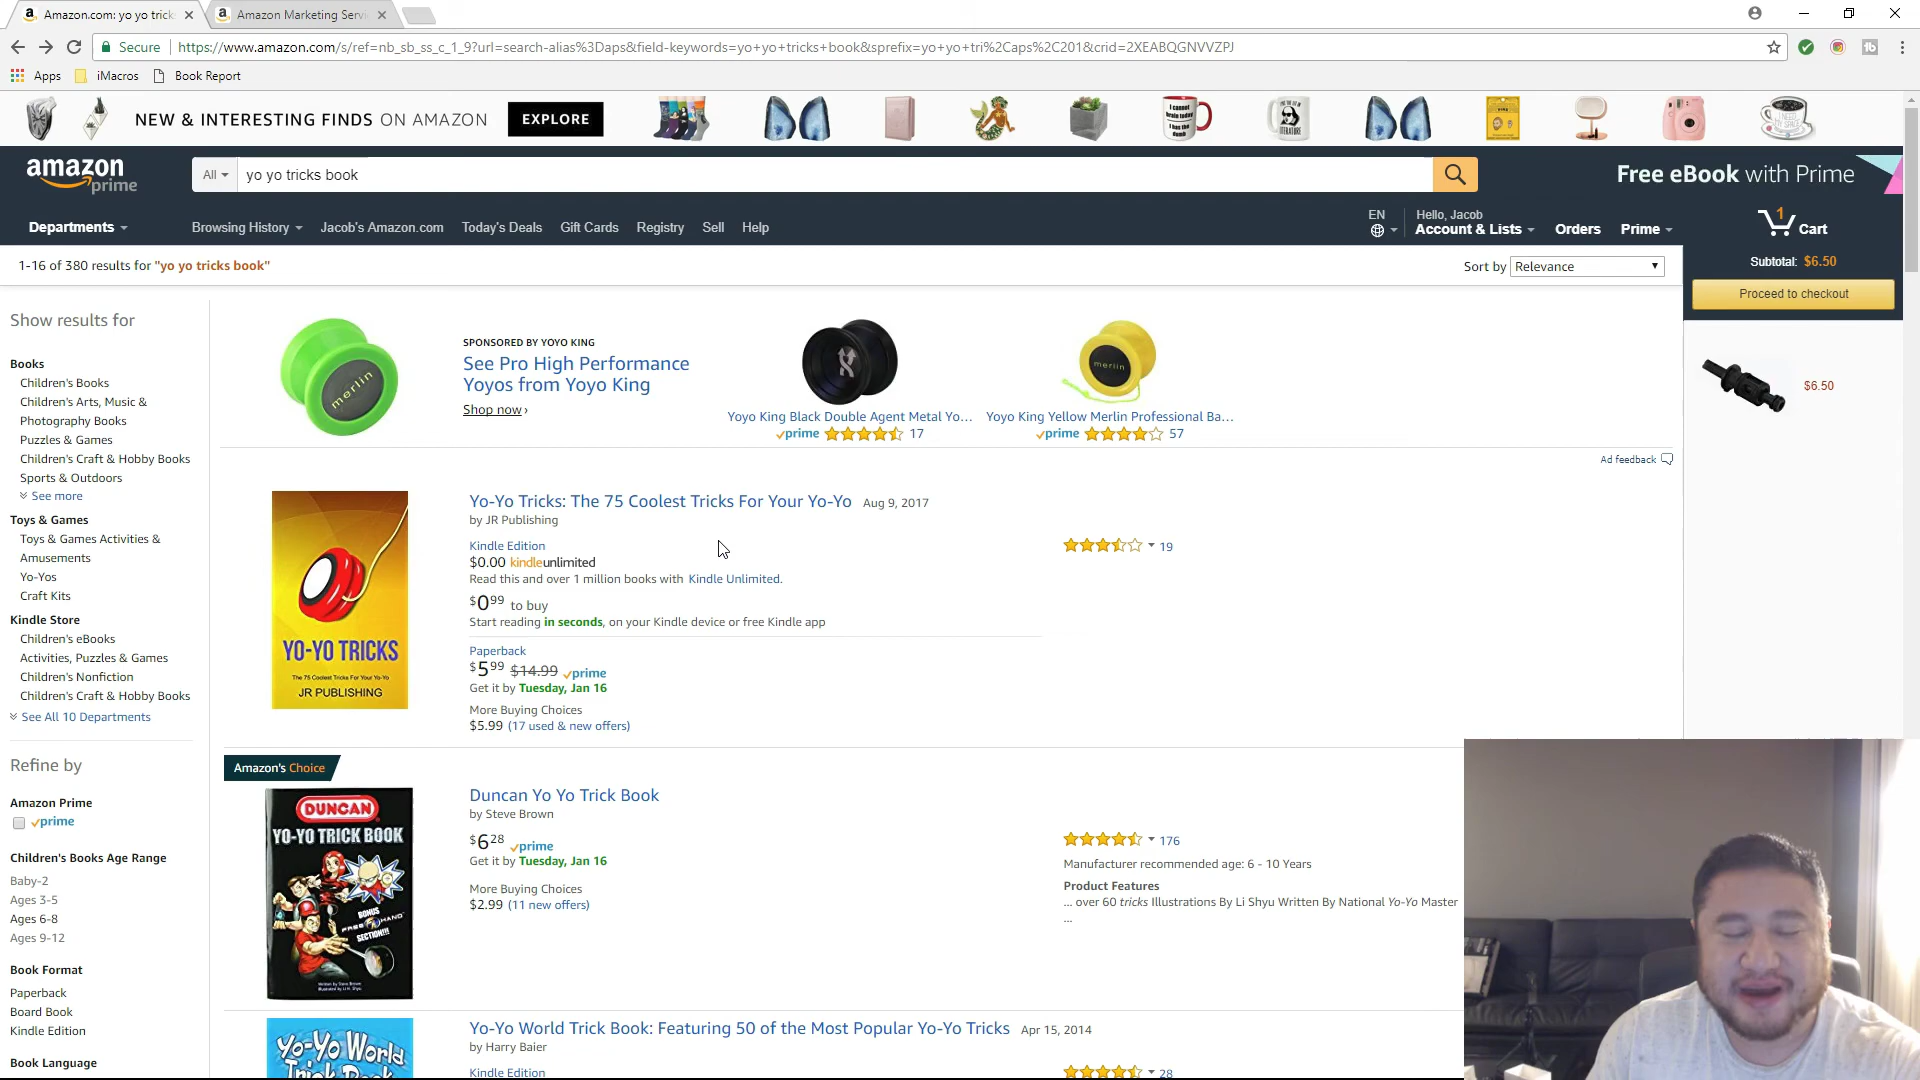 Amazon.com: yo yo trick
Amazon Marketing Servi
Secure
https://www.amazon.com/s/ref=nb_sb_ss_c_1_9?url=search-alias%3Daps&field-keywords=yo+yo+tricks+book&sprefix=yo+yo+tri%2Caps%2C201&crid=2XEABQGNVVZPJ
Apps
iMacros
Book Report
NEW & INTERESTING FINDS ON AMAZON
EXPLORE
amazon prime
All
yo yo tricks book
Free eBook with Prime
Departments
Browsing History
Jacob's Amazon.com
Today's Deals
Gift Cards
Registry
Sell
Help
EN
Hello, Jacob
Account & Lists
Orders
Prime
1
Cart
1-16 of 380 results for "yo yo tricks book"
Sort by Relevance
Subtotal: $6.50
Proceed to checkout
$6.50
Show results for
Books
Children's Books
Children's Arts, Music &
Photography Books
Puzzles & Games
Children's Craft & Hobby Books
Sports & Outdoors
See more
Toys & Games
Toys & Games Activities &
Amusements
Yo-Yos
Craft Kits
Kindle Store
Children's eBooks
Activities, Puzzles & Games
Children's Nonfiction
Children's Craft & Hobby Books
See All 10 Departments
Refine by
Amazon Prime
prime
Children's Books Age Range
Baby-2
Ages 3-5
Ages 6-8
Ages 9-12
Book Format
Paperback
Board Book
Kindle Edition
Book Language
merlin
SPONSORED BY YOYO KING
See Pro High Performance
Yoyos from Yoyo King
Shop now ›
Yoyo King Black Double Agent Metal Yo...
prime 17
merlin
Yoyo King Yellow Merlin Professional Ba...
prime 57
Ad feedback
YO-YO TRICKS
The 75 Coolest Tricks For Your Yo-Yo
JR PUBLISHING
Yo-Yo Tricks: The 75 Coolest Tricks For Your Yo-Yo Aug 9, 2017
by JR Publishing
Kindle Edition
$0.00 kindleunlimited
Read this and over 1 million books with Kindle Unlimited.
$0.99 to buy
Start reading in seconds, on your Kindle device or free Kindle app
Paperback
$5.99 $14.99 prime
Get it by Tuesday, Jan 16
More Buying Choices
$5.99 (17 used & new offers)
19
Amazon's Choice
DUNCAN
YO-YO TRICK BOOK
BONUS
FREE HAND
SECTION!!!
Duncan Yo Yo Trick Book
by Steve Brown
$6.28 prime
Get it by Tuesday, Jan 16
More Buying Choices
$2.99 (11 new offers)
176
Manufacturer recommended age: 6 - 10 Years
Product Features
... over 60 tricks Illustrations By Li Shyu Written By National Yo-Yo Master
...
Yo-Yo World
Trick Book
Yo-Yo World Trick Book: Featuring 50 of the Most Popular Yo-Yo Tricks Apr 15, 2014
by Harry Baier
Kindle Edition
28